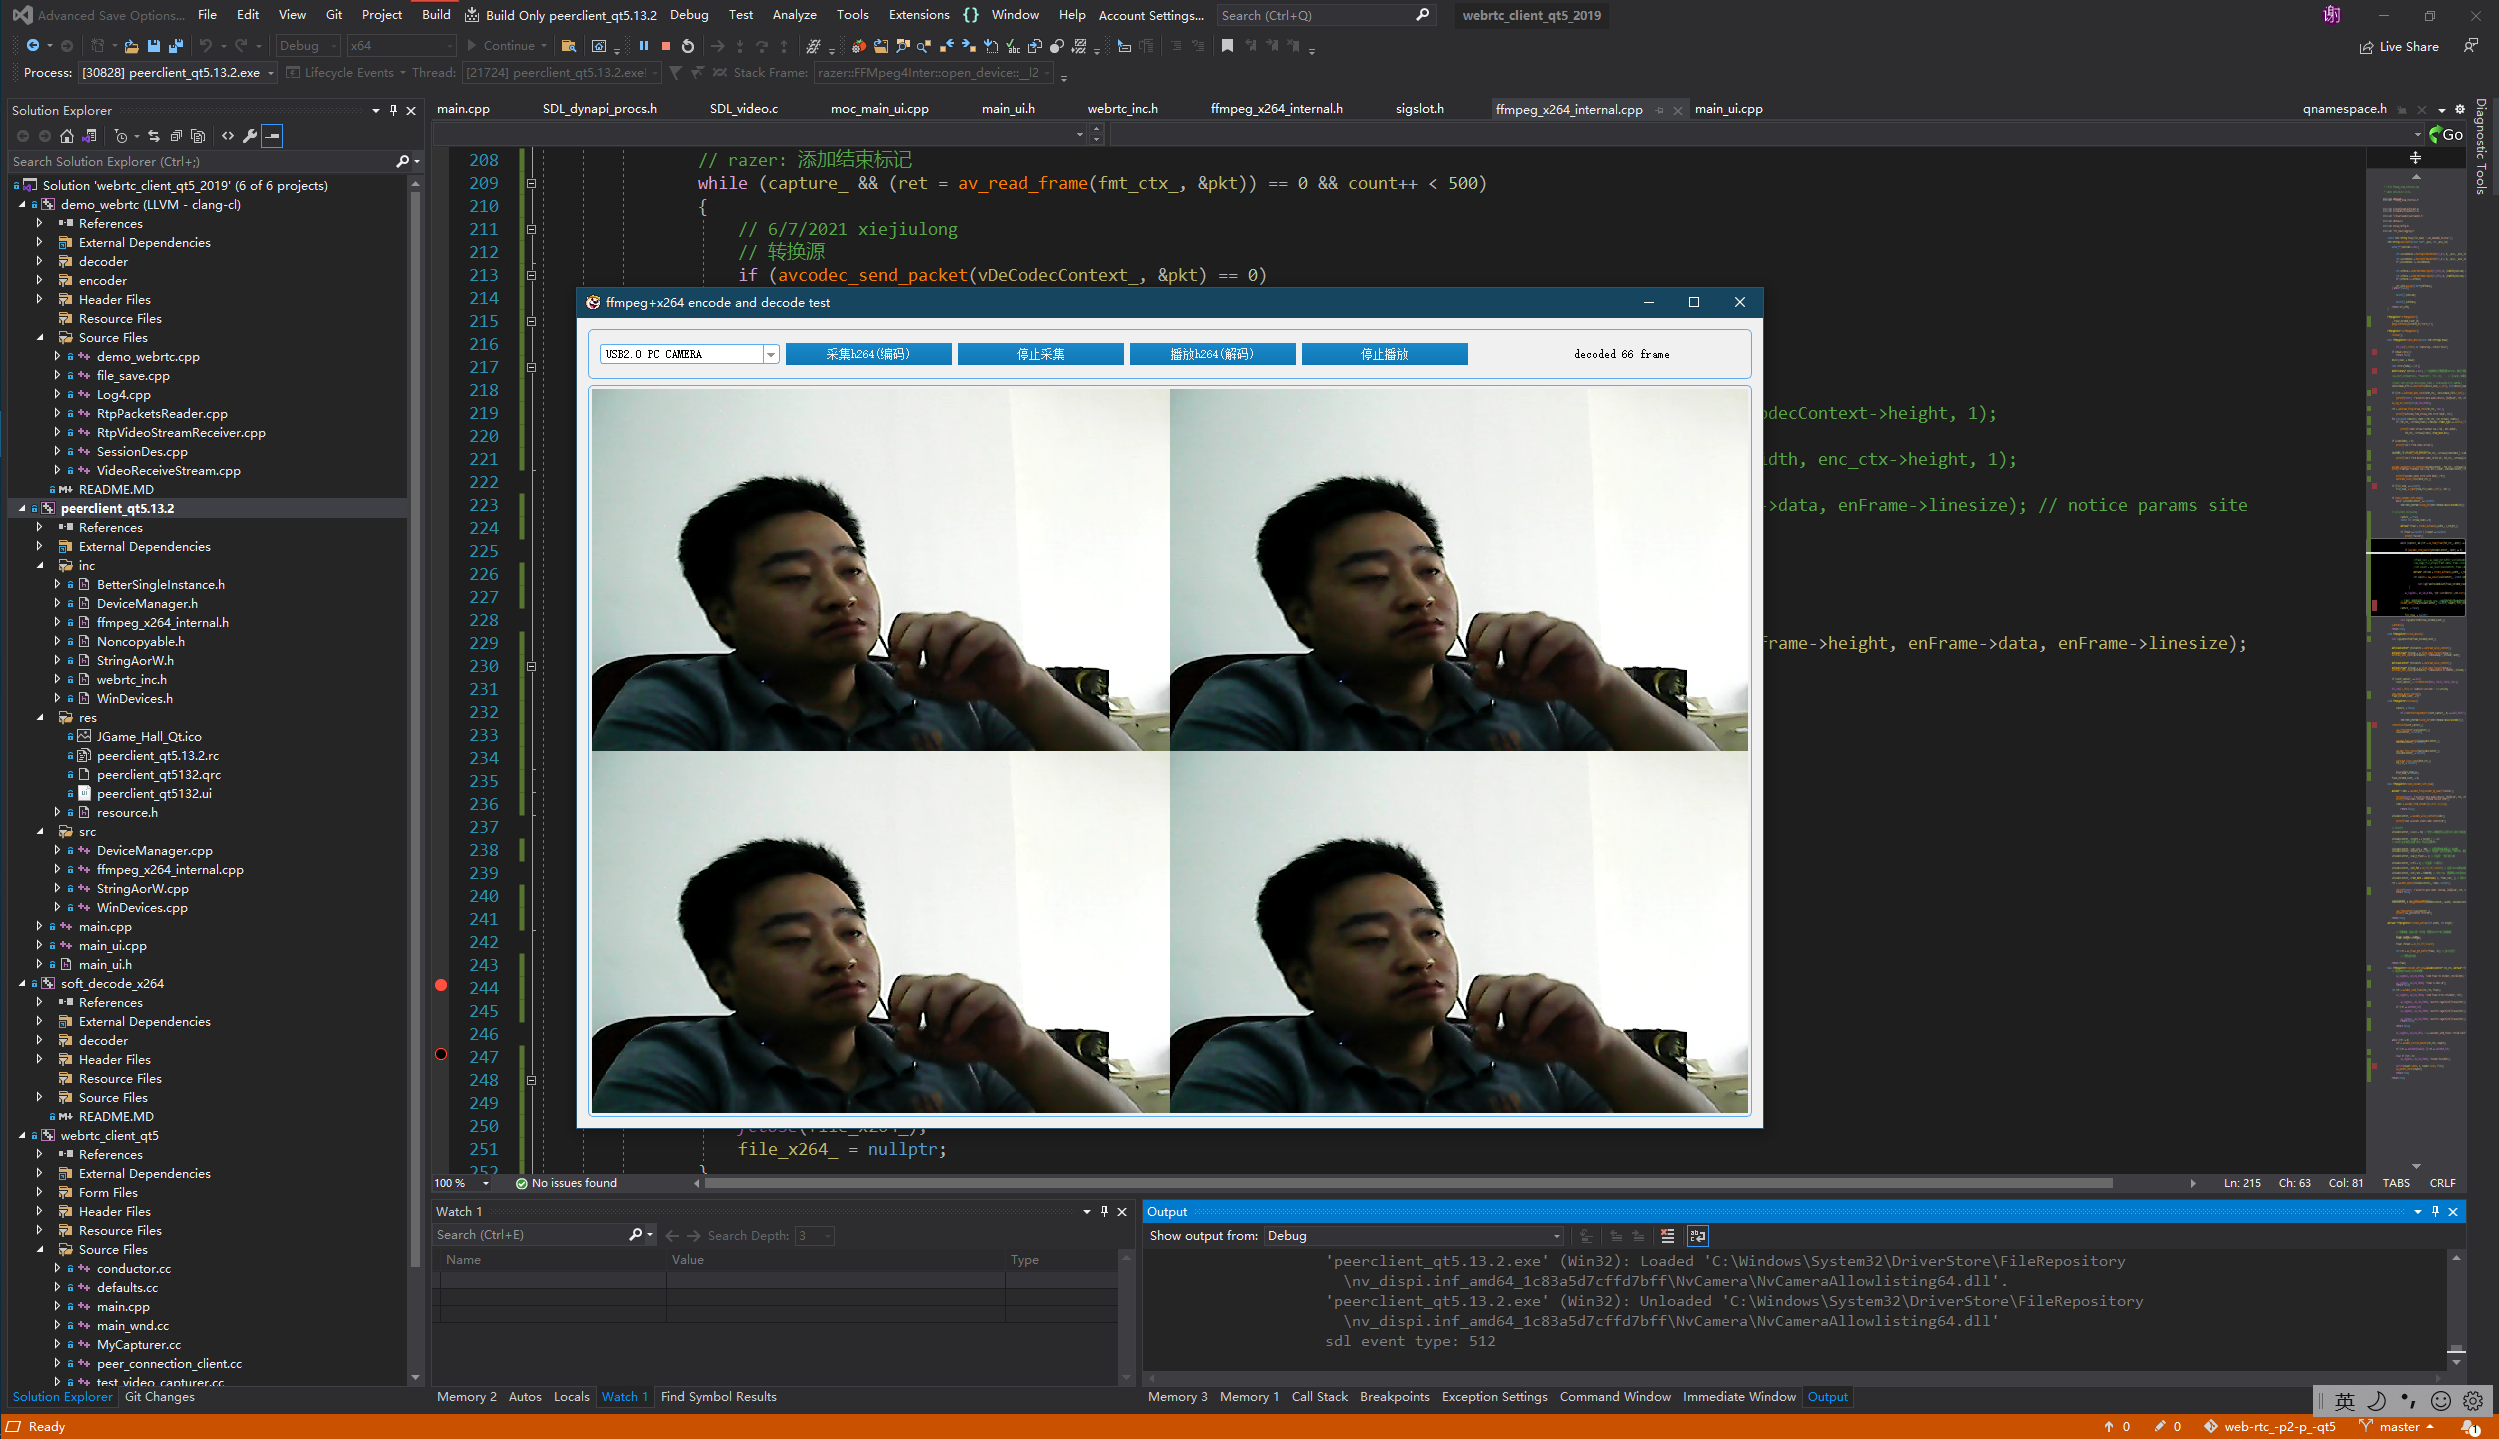 Advanced Save Options...
File Edit View Git Project Build Build Only peerclient_qt5.13.2 Debug Test Analyze Tools Extensions Window Help Account Settings... Search (Ctrl+Q) webrtc_client_qt5_2019 谢
Debug x64 Continue Live Share
Process: [30828] peerclient_qt5.13.2.exe Lifecycle Events Thread: [21724] peerclient_qt5.13.2.exe! Stack Frame: razer::FFMpeg4Inter::open_device::__l2
Solution Explorer
Search Solution Explorer (Ctrl+;)
Solution 'webrtc_client_qt5_2019' (6 of 6 projects)
demo_webrtc (LLVM - clang-cl)
References
External Dependencies
decoder
encoder
Header Files
Resource Files
Source Files
demo_webrtc.cpp
file_save.cpp
Log4.cpp
RtpPacketsReader.cpp
RtpVideoStreamReceiver.cpp
SessionDes.cpp
VideoReceiveStream.cpp
README.MD
peerclient_qt5.13.2
References
External Dependencies
inc
BetterSingleInstance.h
DeviceManager.h
ffmpeg_x264_internal.h
Noncopyable.h
StringAorW.h
webrtc_inc.h
WinDevices.h
res
JGame_Hall_Qt.ico
peerclient_qt5.13.2.rc
peerclient_qt5132.qrc
peerclient_qt5132.ui
resource.h
src
DeviceManager.cpp
ffmpeg_x264_internal.cpp
StringAorW.cpp
WinDevices.cpp
main.cpp
main_ui.cpp
main_ui.h
soft_decode_x264
References
External Dependencies
decoder
Header Files
Resource Files
Source Files
README.MD
webrtc_client_qt5
References
External Dependencies
Form Files
Header Files
Resource Files
Source Files
conductor.cc
defaults.cc
main.cpp
main_wnd.cc
MyCapturer.cc
peer_connection_client.cc
test_video_capturer.cc
Solution Explorer Git Changes
main.cpp SDL_dynapi_procs.h SDL_video.c moc_main_ui.cpp main_ui.h webrtc_inc.h ffmpeg_x264_internal.h sigslot.h ffmpeg_x264_internal.cpp main_ui.cpp qnamespace.h
Go
Diagnostic Tools
208 // razer: 添加结束标记
209 while (capture_ && (ret = av_read_frame(fmt_ctx_, &pkt)) == 0 && count++ < 500)
210 {
211 // 6/7/2021 xiejiulong
212 // 转换源
213 if (avcodec_send_packet(vDeCodecContext_, &pkt) == 0)
214
215
216
217
218
219 odecContext->height, 1);
220
221 idth, enc_ctx->height, 1);
222
223 ->data, enFrame->linesize); // notice params site
224
225
226
227
228
229 Frame->height, enFrame->data, enFrame->linesize);
230
231
232
233
234
235
236
237
238
239
240
241
242
243
244
245
246
247
248
249
250 fclose(file_x264_);
251 file_x264_ = nullptr;
252 }
ffmpeg+x264 encode and decode test
USB2.0 PC CAMERA 采集h264(编码) 停止采集 播放h264(解码) 停止播放 decoded 66 frame
100 % No issues found Ln: 215 Ch: 63 Col: 81 TABS CRLF
Watch 1
Search (Ctrl+E) Search Depth: 3
Name Value Type
Memory 2 Autos Locals Watch 1 Find Symbol Results
Output
Show output from: Debug
'peerclient_qt5.13.2.exe' (Win32): Loaded 'C:\Windows\System32\DriverStore\FileRepository
\nv_dispi.inf_amd64_1c83a5d7cffd7bff\NvCamera\NvCameraAllowlisting64.dll'.
'peerclient_qt5.13.2.exe' (Win32): Unloaded 'C:\Windows\System32\DriverStore\FileRepository
\nv_dispi.inf_amd64_1c83a5d7cffd7bff\NvCamera\NvCameraAllowlisting64.dll'
sdl event type: 512
Memory 3 Memory 1 Call Stack Breakpoints Exception Settings Command Window Immediate Window Output
英
Ready 0 0 web-rtc_-p2-p_-qt5 master 1